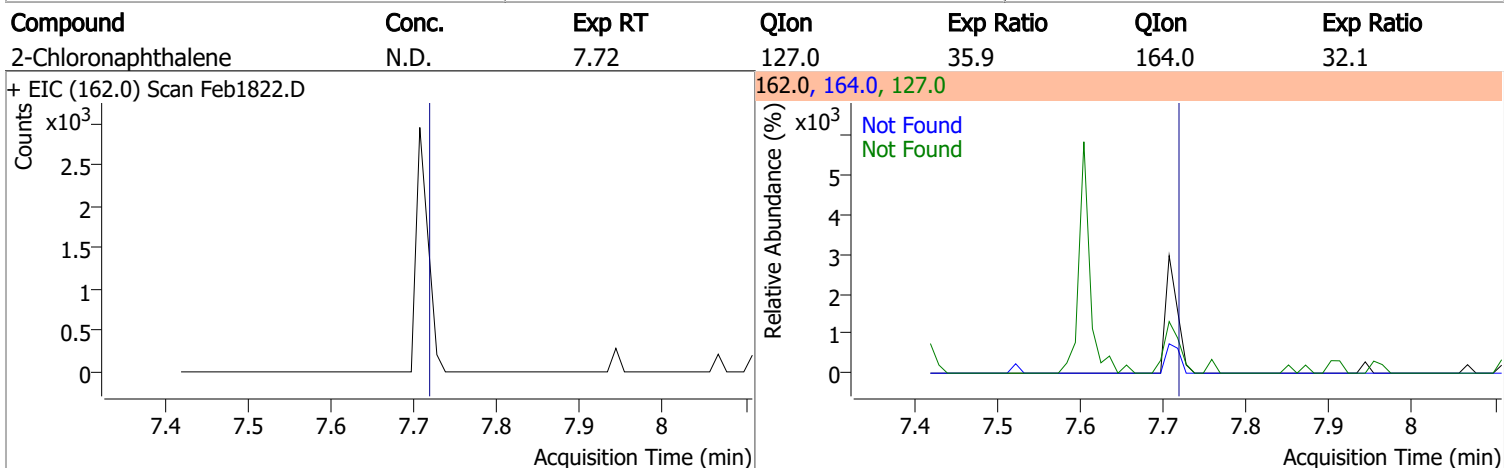 Compound Conc. Exp RT QIon Exp Ratio QIon Exp Ratio
2-Chloronaphthalene N.D. 7.72 127.0 35.9 164.0 32.1
+ EIC (162.0) Scan Feb1822.D
Counts
x10³
2.5
2
1.5
1
0.5
0
7.4 7.5 7.6 7.7 7.8 7.9 8
Acquisition Time (min)
162.0, 164.0, 127.0
Relative Abundance (%)
x10³
Not Found
Not Found
5
4
3
2
1
0
7.4 7.5 7.6 7.7 7.8 7.9 8
Acquisition Time (min)